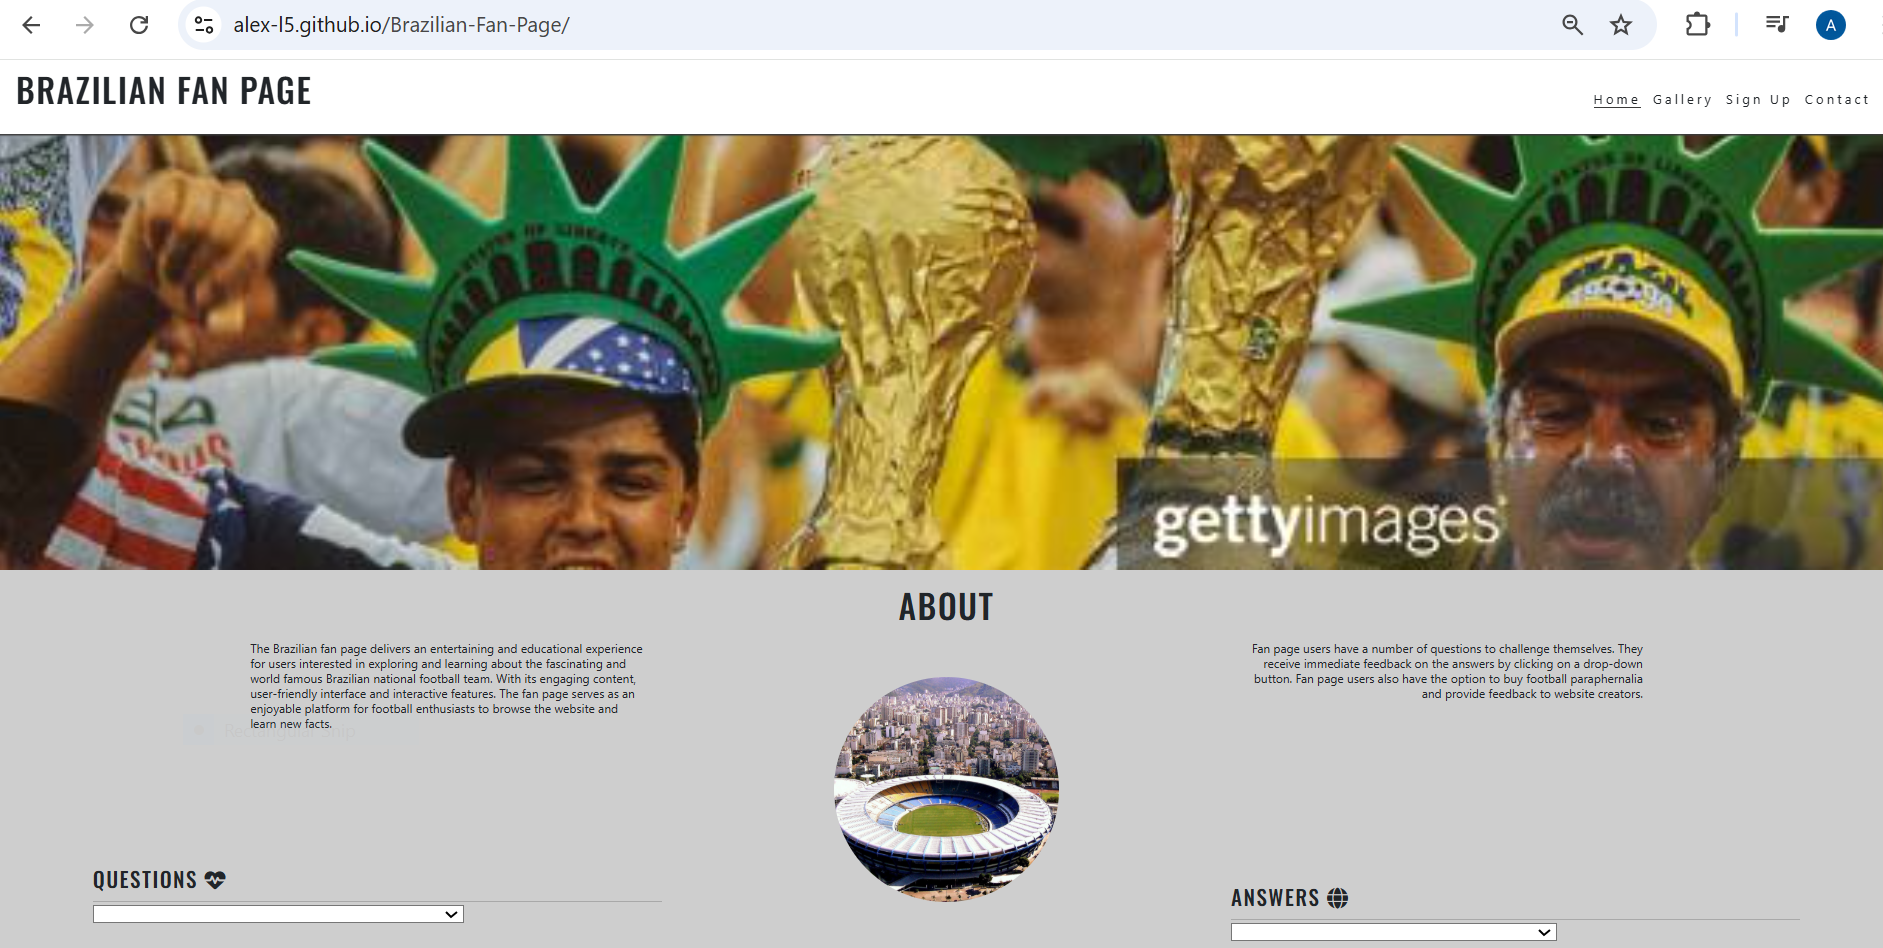 alex-l5.github.io/Brazilian-Fan-Page/
A
BRAZILIAN FAN PAGE
Home Gallery Sign Up Contact
BRASIL
gettyimages
ABOUT
The Brazilian fan page delivers an entertaining and educational experience
for users interested in exploring and learning about the fascinating and
world famous Brazilian national football team. With its engaging content,
user-friendly interface and interactive features. The fan page serves as an
enjoyable platform for football enthusiasts to browse the website and
learn new facts.
Rectangular Snip
Fan page users have a number of questions to challenge themselves. They
receive immediate feedback on the answers by clicking on a drop-down
button. Fan page users also have the option to buy football paraphernalia
and provide feedback to website creators.
QUESTIONS
ANSWERS